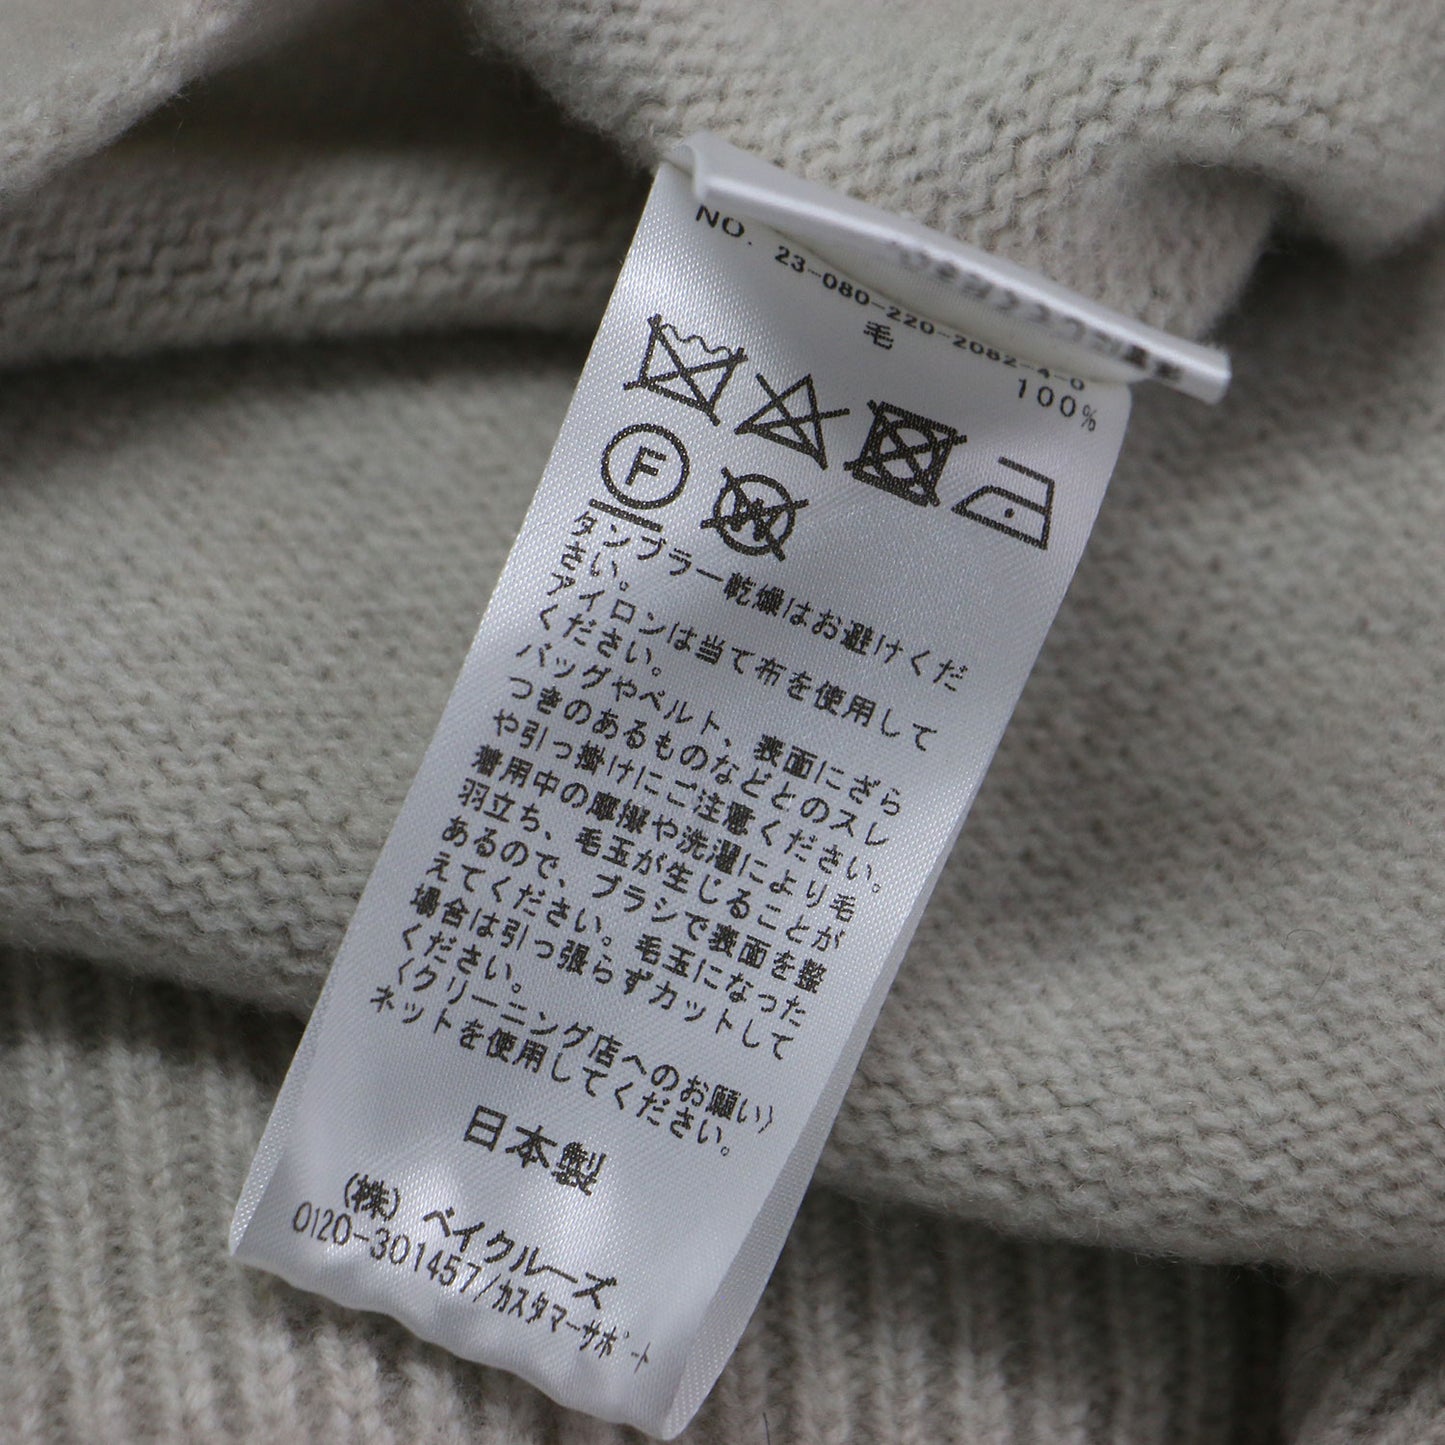 NO. 23-080-220-2082-4-0
毛 100%
F
W
タンブラー乾燥はお避けくだ
さい。
アイロンは当て布を使用して
ください。
バッグやベルト、表面にざら
つきのあるものなどとのスレ
や引っ掛けにご注意ください。
着用中の摩擦や洗濯により毛
羽立ち、毛玉が生じることが
あるので、ブラシで表面を整
えてください。毛玉になった
場合は引っ張らずカットして
ください。
〈クリーニング店へのお願い〉
ネットを使用してください。
日本製
(株) ベイクルーズ
0120-301457/カスタマーサポート